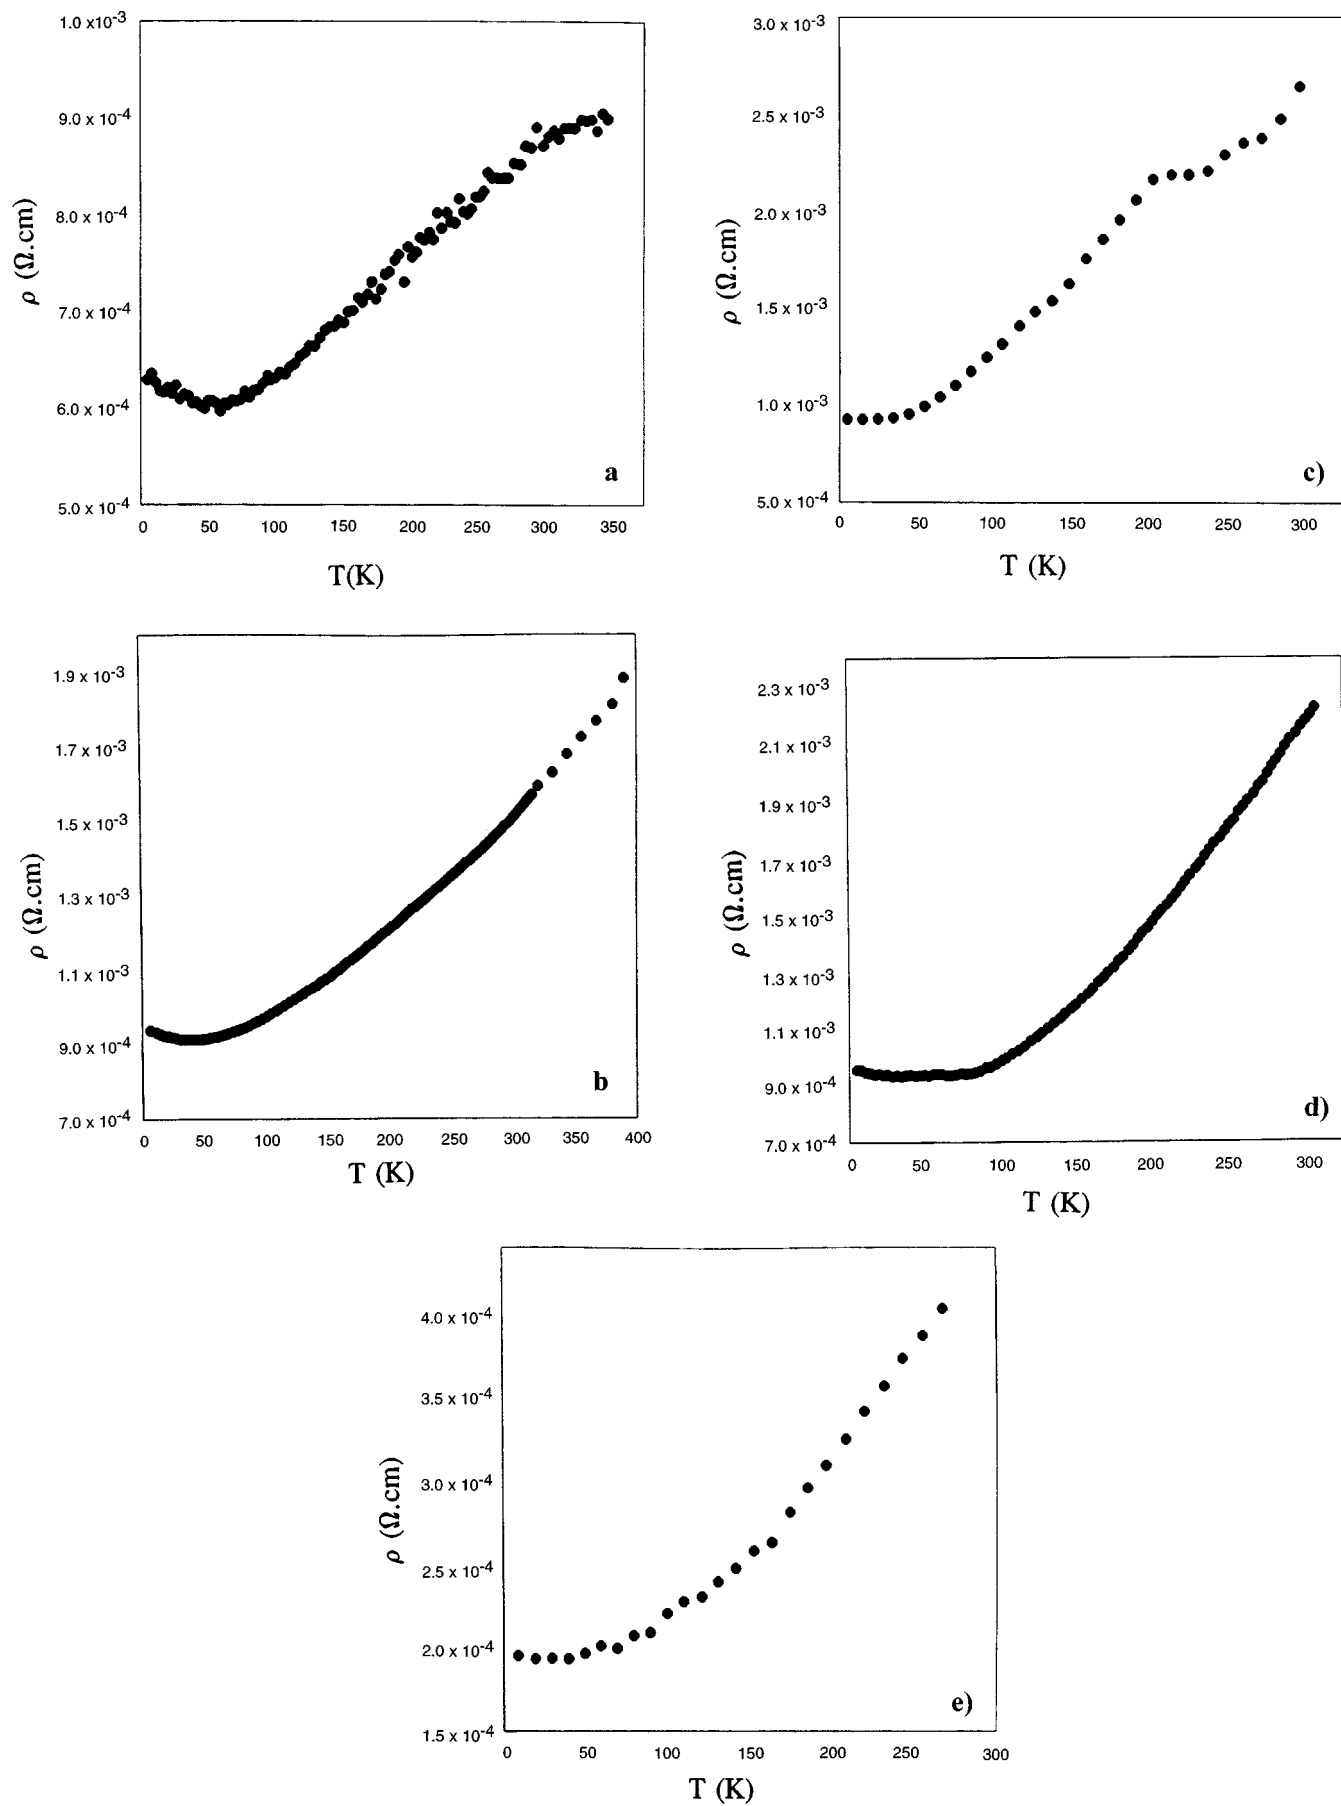 1.0 x10-3
9.0 x 10-4
8.0 x 10-4
7.0 x 10-4
6.0 x 10-4
5.0 x 10-4
ρ (Ω.cm)
a
0 50 100 150 200 250 300 350
T(K)
3.0 x 10-3
2.5 x 10-3
2.0 x 10-3
1.5 x 10-3
1.0 x 10-3
5.0 x 10-4
ρ (Ω.cm)
c)
0 50 100 150 200 250 300
T (K)
1.9 x 10-3
1.7 x 10-3
1.5 x 10-3
1.3 x 10-3
1.1 x 10-3
9.0 x 10-4
7.0 x 10-4
ρ (Ω.cm)
b
0 50 100 150 200 250 300 350 400
T (K)
2.3 x 10-3
2.1 x 10-3
1.9 x 10-3
1.7 x 10-3
1.5 x 10-3
1.3 x 10-3
1.1 x 10-3
9.0 x 10-4
7.0 x 10-4
ρ (Ω.cm)
d)
0 50 100 150 200 250 300
T (K)
4.0 x 10-4
3.5 x 10-4
3.0 x 10-4
2.5 x 10-4
2.0 x 10-4
1.5 x 10-4
ρ (Ω.cm)
e)
0 50 100 150 200 250 300
T (K)